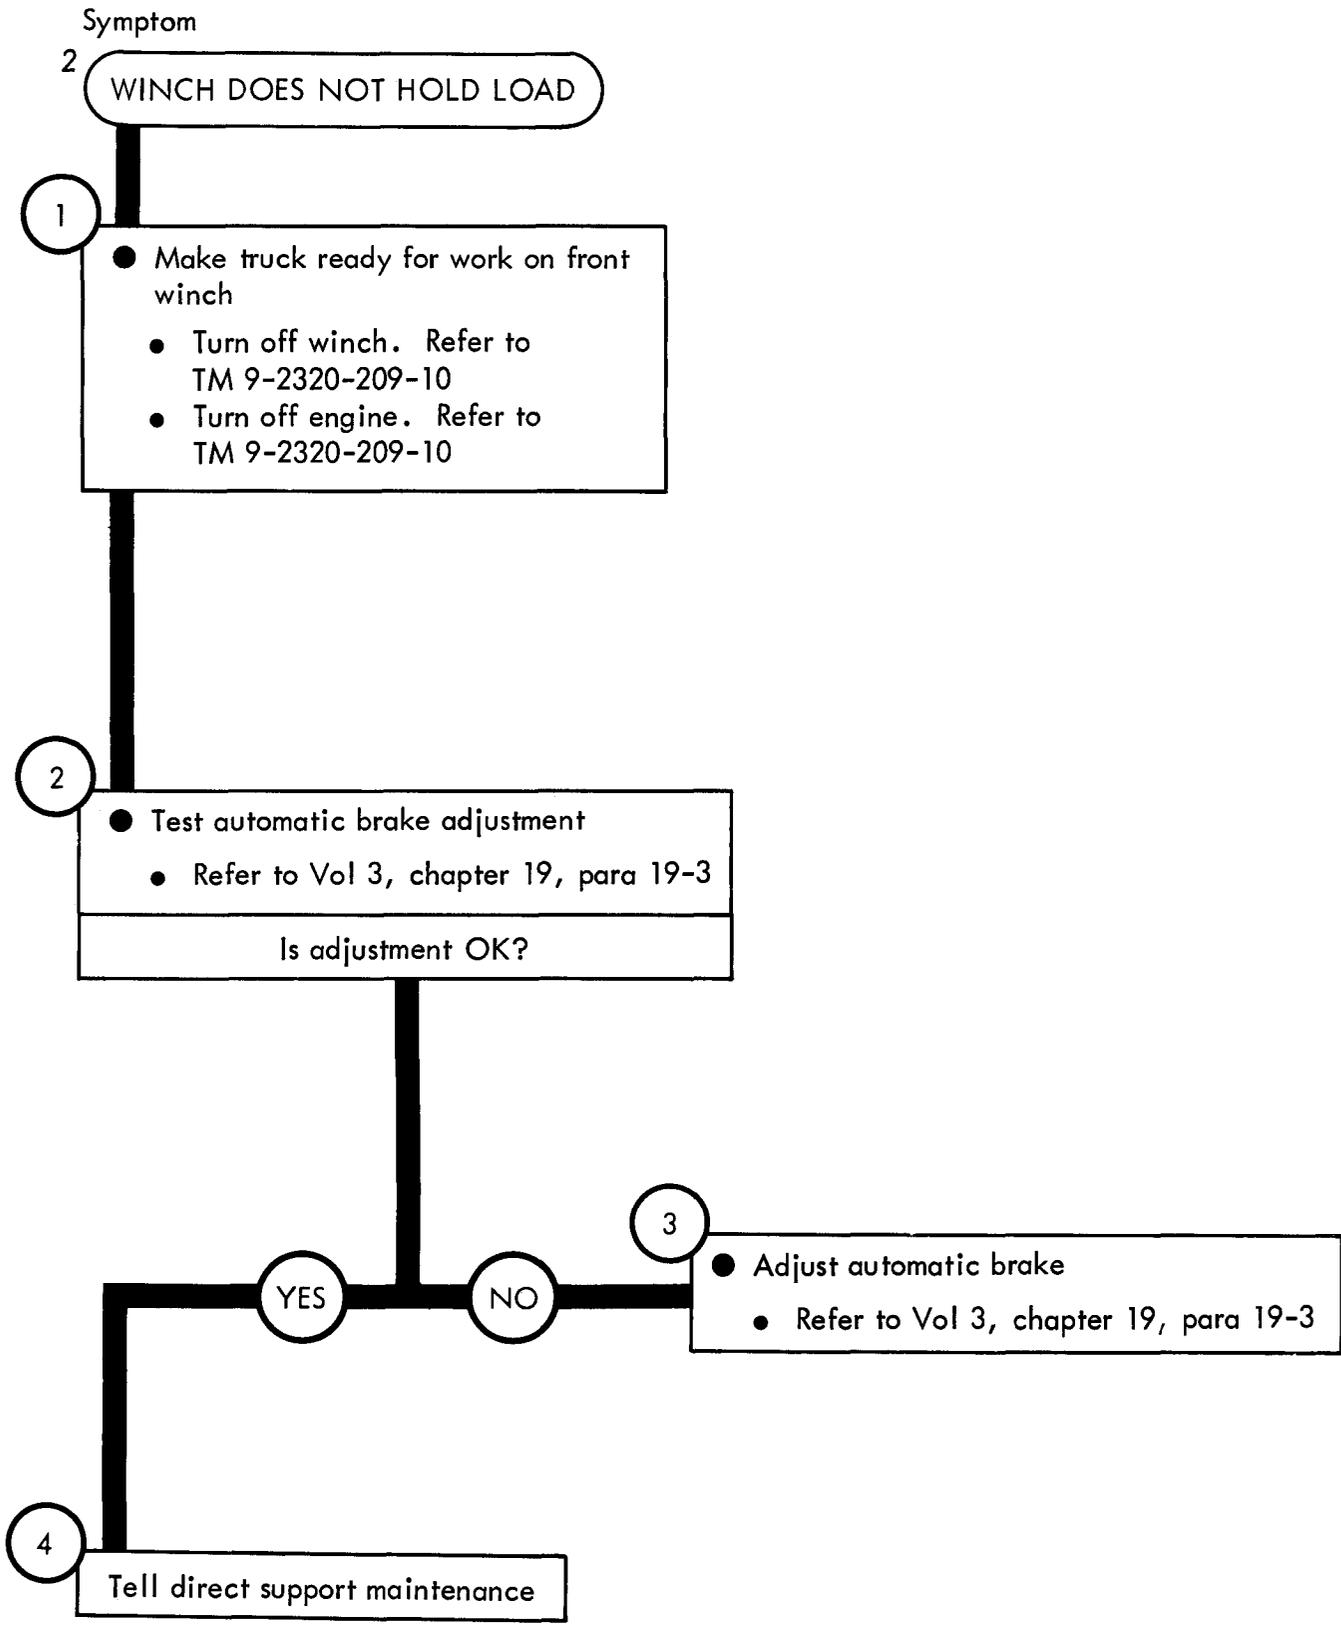 Symptom
2
WINCH DOES NOT HOLD LOAD
1
● Make truck ready for work on front
winch
● Turn off winch. Refer to
TM 9-2320-209-10
● Turn off engine. Refer to
TM 9-2320-209-10
2
● Test automatic brake adjustment
● Refer to Vol 3, chapter 19, para 19-3
Is adjustment OK?
YES
NO
3
● Adjust automatic brake
● Refer to Vol 3, chapter 19, para 19-3
4
Tell direct support maintenance